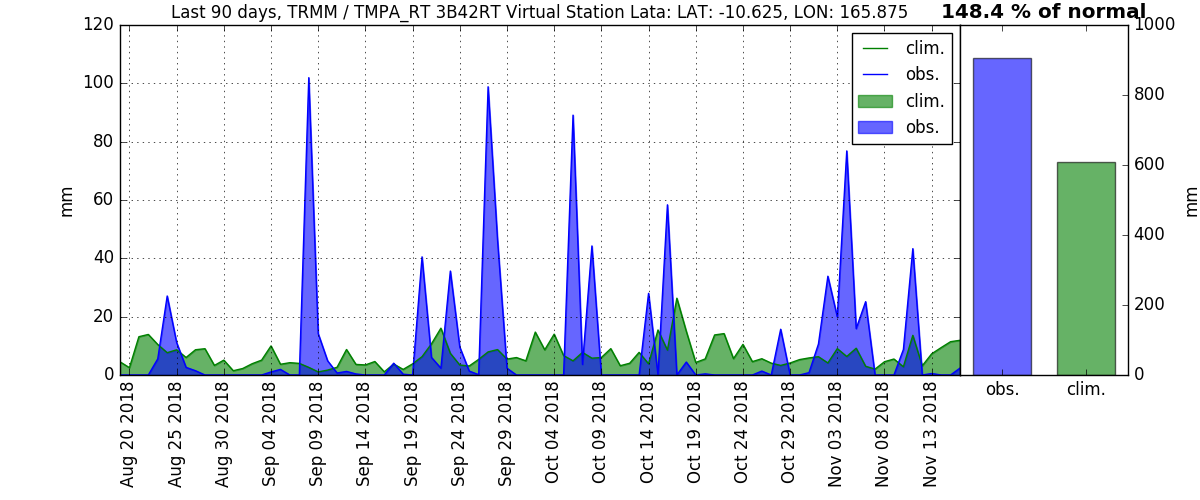 Last 90 days, TRMM / TMPA_RT 3B42RT Virtual Station Lata: LAT: -10.625, LON: 165.875
148.4 % of normal
120
100
80
60
40
20
0
mm
clim.
obs.
clim.
obs.
1000
800
600
400
200
0
mm
Aug 20 2018
Aug 25 2018
Aug 30 2018
Sep 04 2018
Sep 09 2018
Sep 14 2018
Sep 19 2018
Sep 24 2018
Sep 29 2018
Oct 04 2018
Oct 09 2018
Oct 14 2018
Oct 19 2018
Oct 24 2018
Oct 29 2018
Nov 03 2018
Nov 08 2018
Nov 13 2018
obs.
clim.